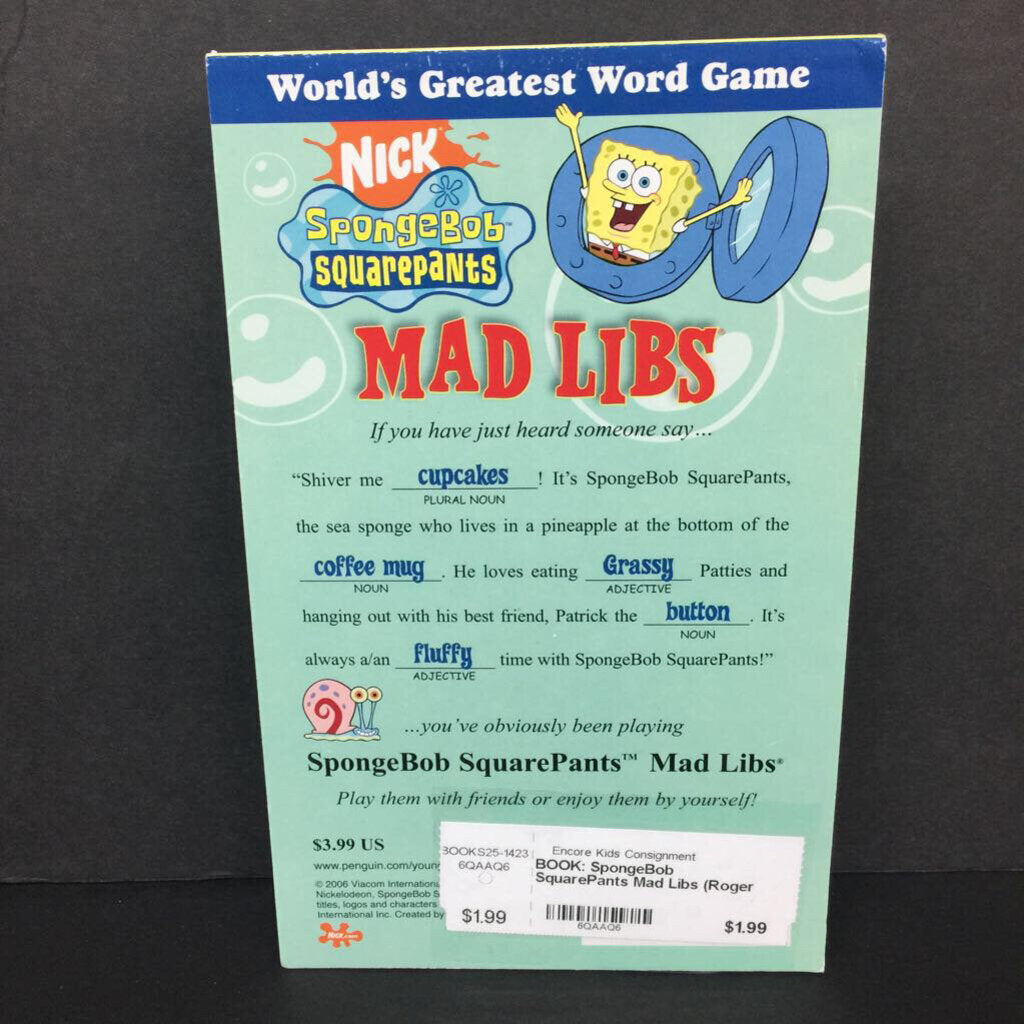 World's Greatest Word Game
NICK
SpongeBob™
SQUAREPANTS
MAD LIBS®
If you have just heard someone say...
"Shiver me cupcakes! It's SpongeBob SquarePants,
PLURAL NOUN
the sea sponge who lives in a pineapple at the bottom of the
coffee mug. He loves eating Grassy Patties and
NOUN ADJECTIVE
hanging out with his best friend, Patrick the button. It's
NOUN
always a/an fluffy time with SpongeBob SquarePants!"
ADJECTIVE
...you've obviously been playing
SpongeBob SquarePants™ Mad Libs®
Play them with friends or enjoy them by yourself!
$3.99 US
www.penguin.com/youn
© 2006 Viacom Internation
Nickelodeon, SpongeBob S
titles, logos and characters
International Inc. Created by
NICK.COM
BOOKS25-1423
6QAAQ6
$1.99
Encore Kids Consignment
BOOK: SpongeBob
SquarePants Mad Libs (Roger
6QAAQ6
$1.99